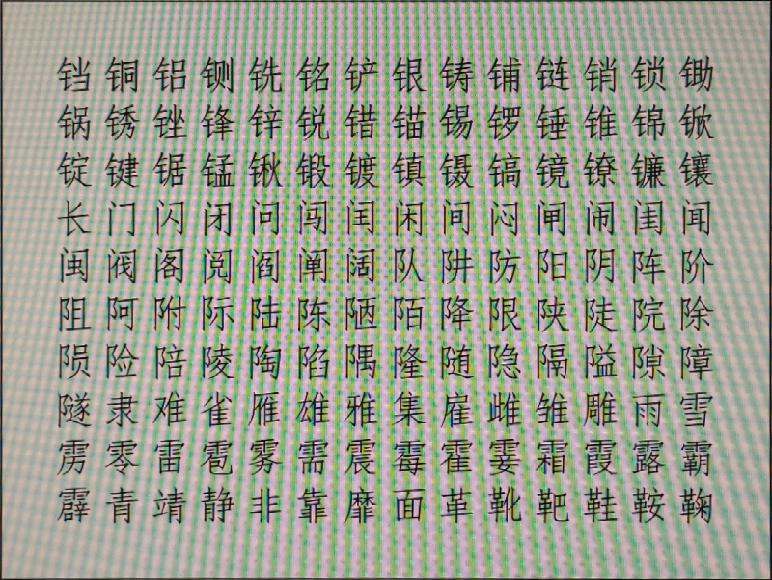 铛 铜 铝 铡 铣 铭 铲 银 铸 铺 链 销 锁 锄
锅 锈 锉 锋 锌 锐 错 锚 锡 锣 锤 锥 锦 锨
锭 键 锯 锰 锹 锻 镀 镇 镊 镐 镜 镣 镰 镶
长 门 闪 闭 问 闯 闰 闲 间 闷 闸 闹 闺 闻
闽 阀 阁 阅 阎 阐 阔 队 阱 防 阳 阴 阵 阶
阻 阿 附 际 陆 陈 陋 陌 降 限 陕 陡 院 除
陨 险 陪 陵 陶 陷 隅 隆 随 隐 隔 隘 隙 障
隧 隶 难 雀 雁 雄 雅 集 雇 雌 雏 雕 雨 雪
雳 零 雷 雹 雾 需 震 霉 霍 霎 霜 霞 露 霸
霹 青 靖 静 非 靠 靡 面 革 靴 靶 鞋 鞍 鞠